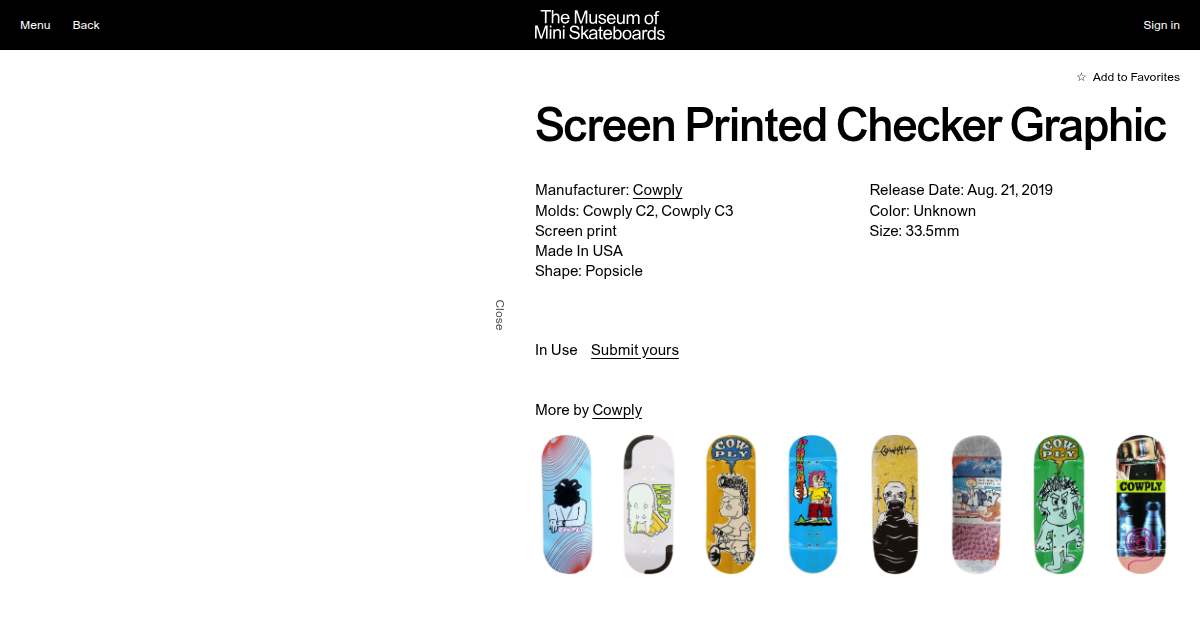 Menu
Back
The Museum of
Mini Skateboards
Sign in
☆ Add to Favorites
Screen Printed Checker Graphic
Manufacturer: Cowply
Molds: Cowply C2, Cowply C3
Screen print
Made In USA
Shape: Popsicle
Release Date: Aug. 21, 2019
Color: Unknown
Size: 33.5mm
Close
In Use
Submit yours
More by Cowply
COW
PLY
COW
PLY
COWPLY